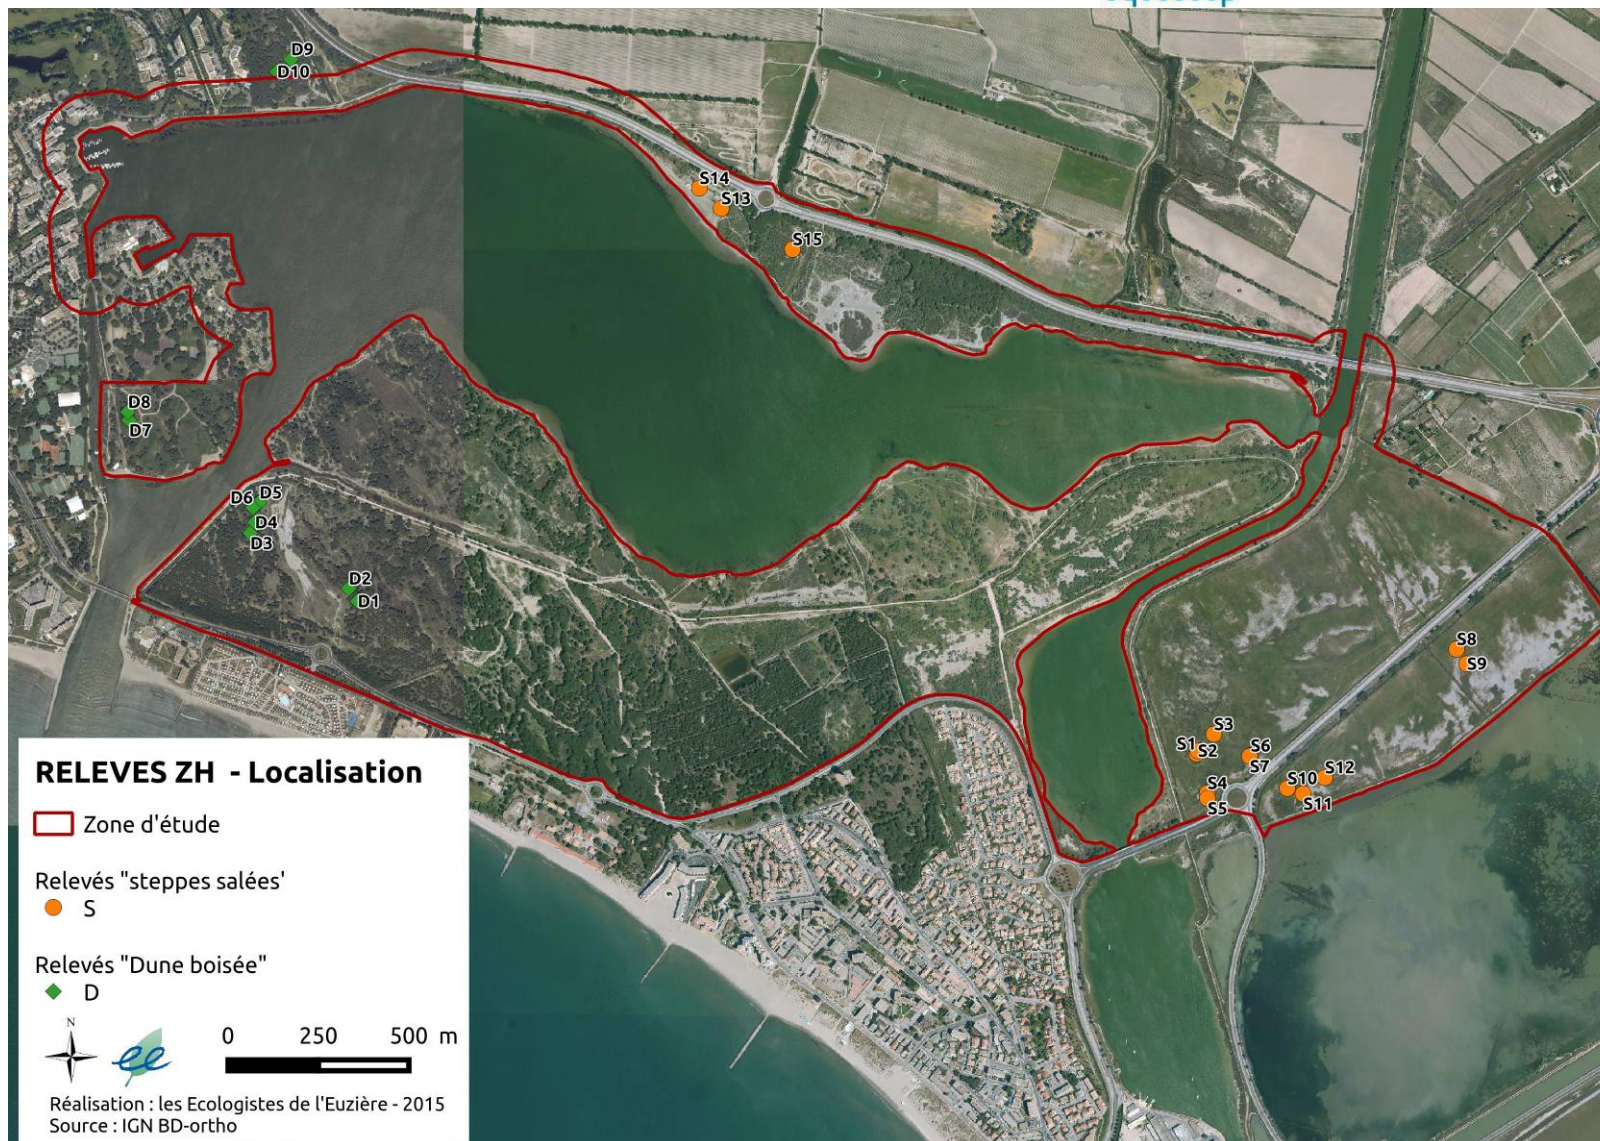 D9
D10
S14
S13
S15
D8
D7
D6 D5
D4
D3
D2
D1
S8
S9
S3
S1 S2
S6
S7
S4
S5
S10 S12
S11
RELEVES ZH - Localisation
Zone d'étude
Relevés "steppes salées'
S
Relevés "Dune boisée"
D
N
ee
0 250 500 m
Réalisation : les Ecologistes de l'Euzière - 2015
Source : IGN BD-ortho